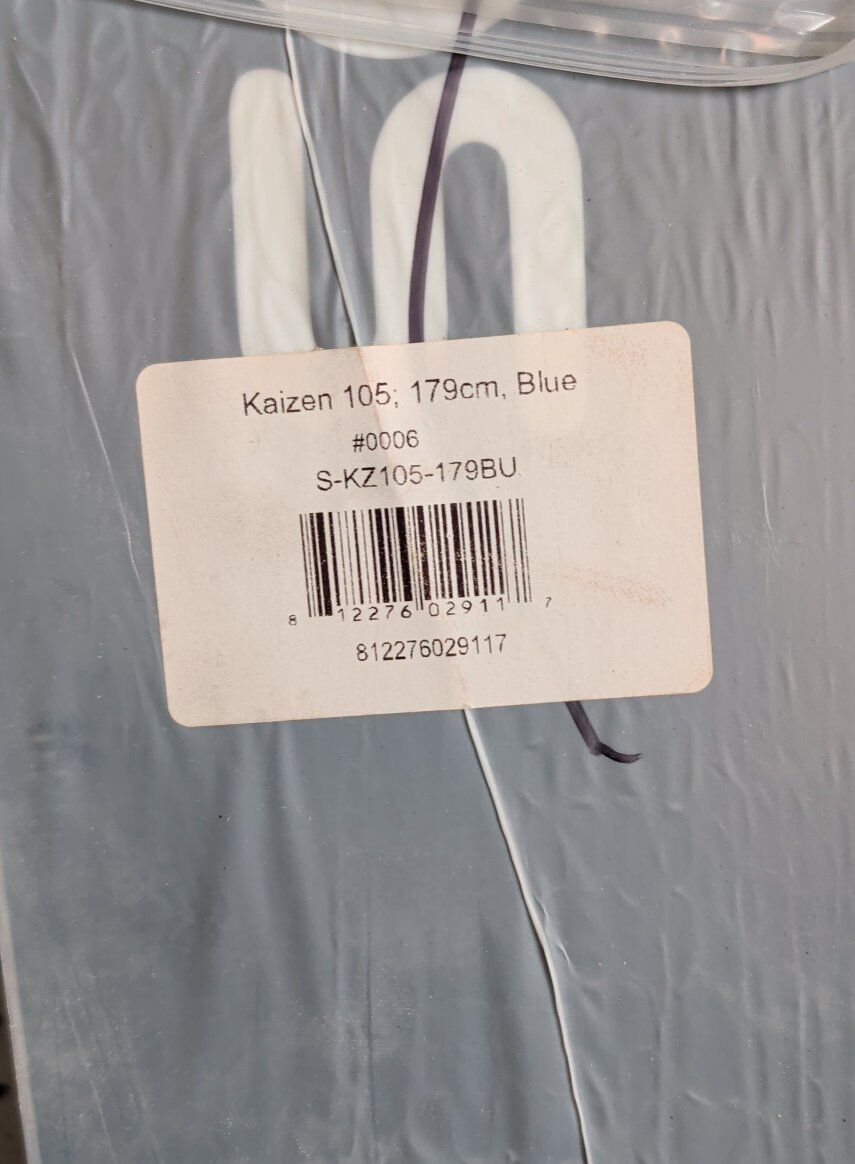 Kaizen 105; 179cm, Blue
#0006
S-KZ105-179BU
8 12276 02911 7
812276029117